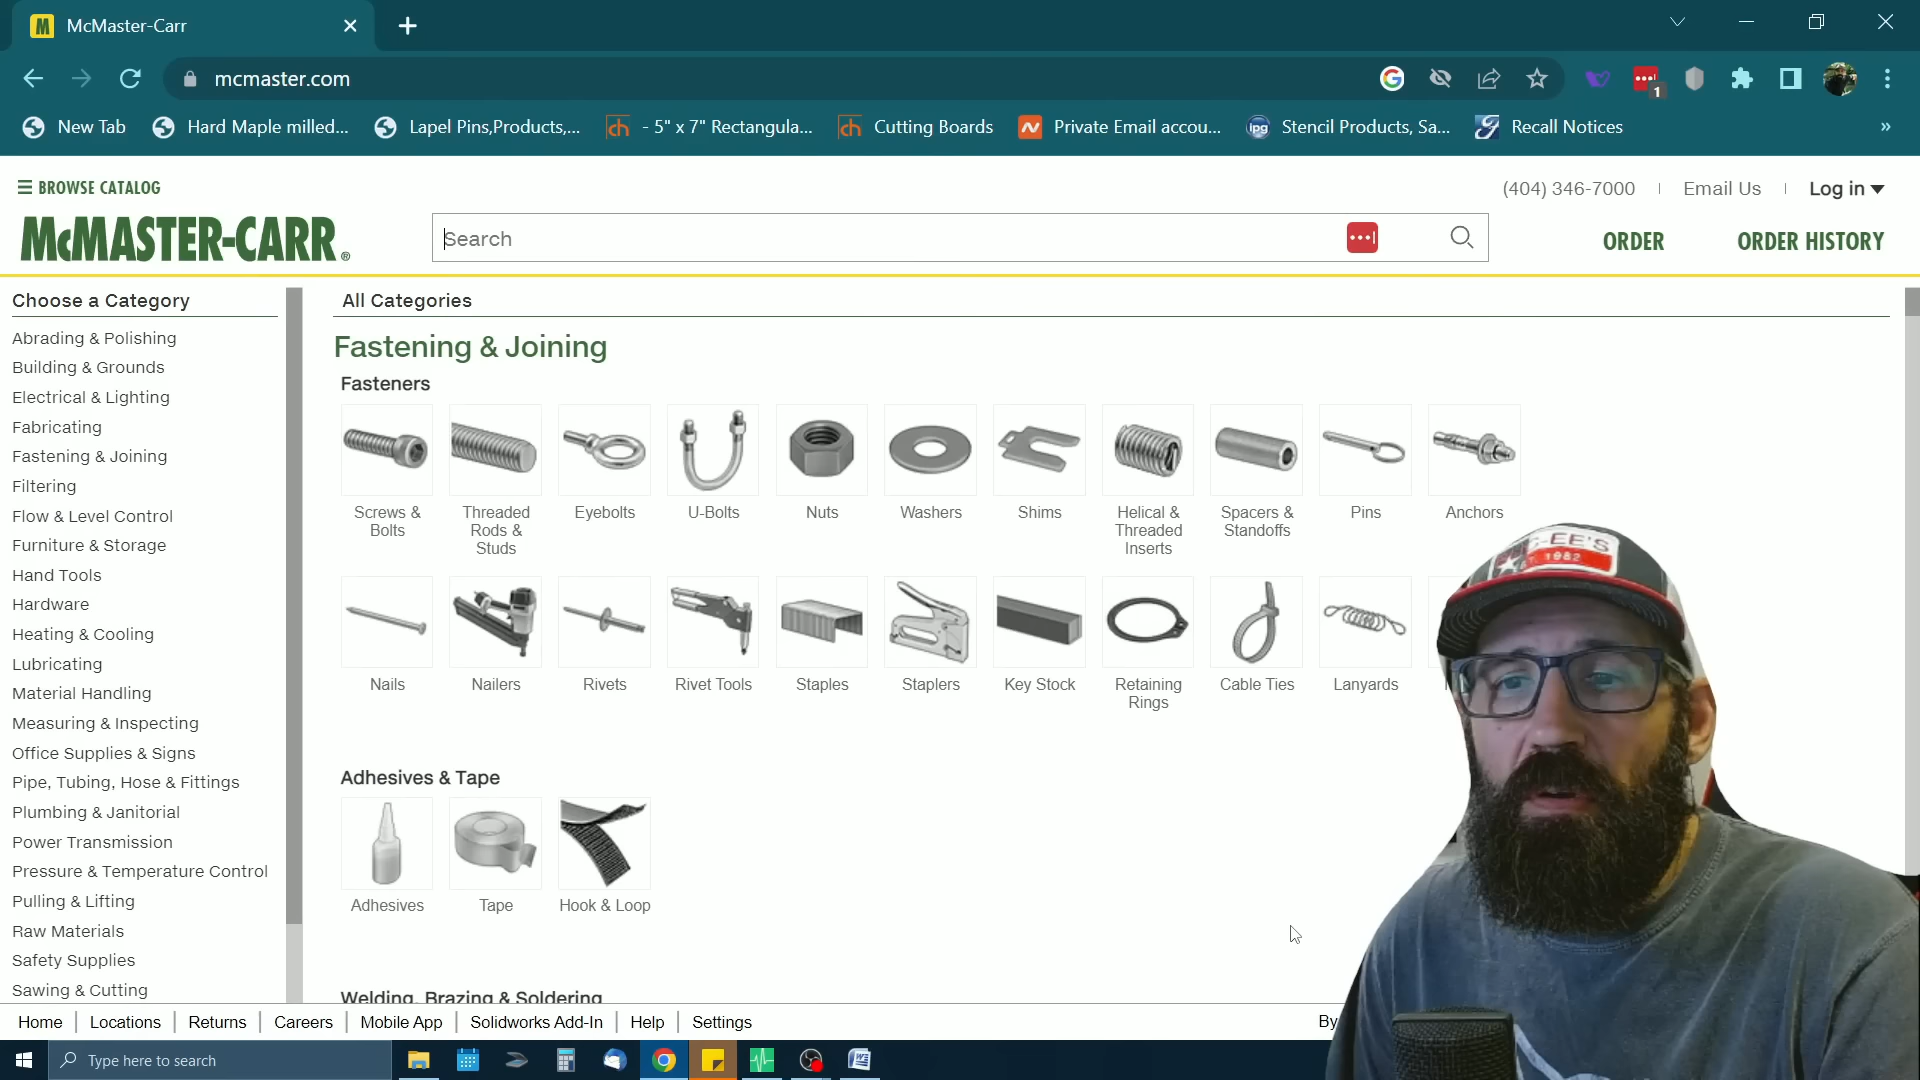 McMaster-Carr
mcmaster.com
1
New Tab
Hard Maple milled...
Lapel Pins,Products,...
- 5" x 7" Rectangula...
Cutting Boards
Private Email accou...
Stencil Products, Sa...
Recall Notices
»
BROWSE CATALOG
(404) 346-7000
Email Us
Log in
McMASTER-CARR®
Search
ORDER
ORDER HISTORY
Choose a Category
Abrading & Polishing
Building & Grounds
Electrical & Lighting
Fabricating
Fastening & Joining
Filtering
Flow & Level Control
Furniture & Storage
Hand Tools
Hardware
Heating & Cooling
Lubricating
Material Handling
Measuring & Inspecting
Office Supplies & Signs
Pipe, Tubing, Hose & Fittings
Plumbing & Janitorial
Power Transmission
Pressure & Temperature Control
Pulling & Lifting
Raw Materials
Safety Supplies
Sawing & Cutting
All Categories
Fastening & Joining
Fasteners
Screws &
Bolts
Threaded
Rods &
Studs
Eyebolts
U-Bolts
Nuts
Washers
Shims
Helical &
Threaded
Inserts
Spacers &
Standoffs
Pins
Anchors
Nails
Nailers
Rivets
Rivet Tools
Staples
Staplers
Key Stock
Retaining
Rings
Cable Ties
Lanyards
Adhesives & Tape
Adhesives
Tape
Hook & Loop
Welding, Brazing & Soldering
-EE'S
1982
Home
Locations
Returns
Careers
Mobile App
Solidworks Add-In
Help
Settings
By
Type here to search